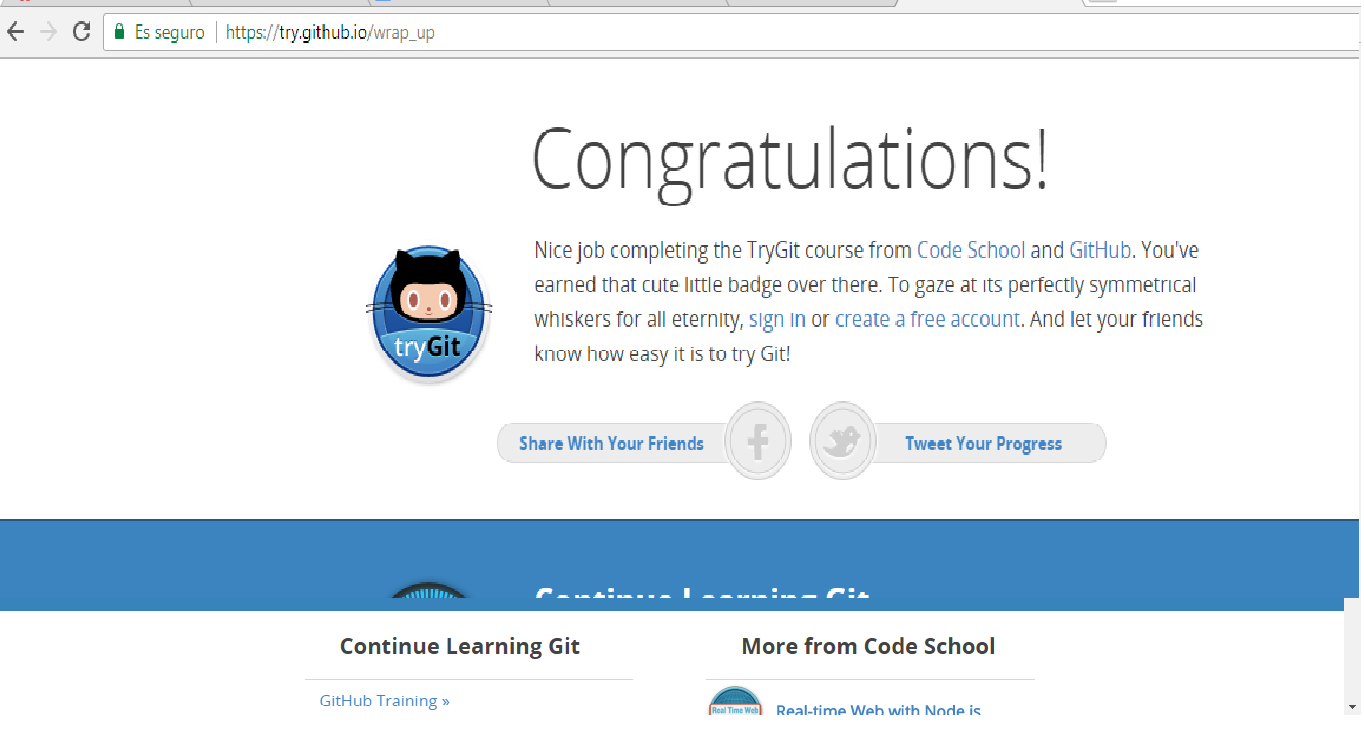 Es seguro https://try.github.io/wrap_up
Congratulations!
Nice job completing the TryGit course from Code School and GitHub. You've
earned that cute little badge over there. To gaze at its perfectly symmetrical
whiskers for all eternity, sign in or create a free account. And let your friends
know how easy it is to try Git!
tryGit
Share With Your Friends
Tweet Your Progress
Continue Learning Git
Continue Learning Git
More from Code School
GitHub Training »
Real Time Web
Real-time Web with Node.js